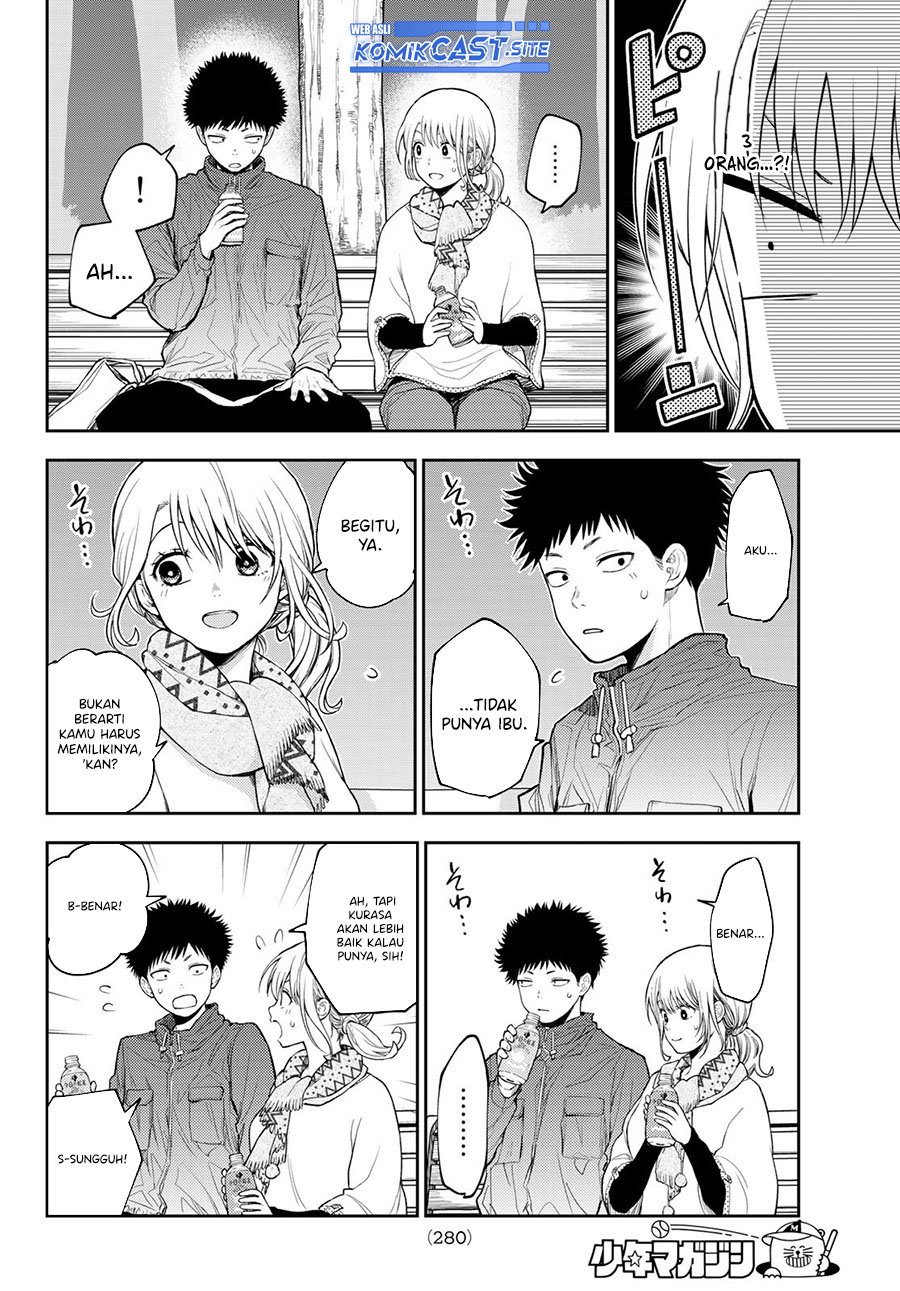 WEB ASLI
KOMIKCAST.SITE
ピ
ー
3
ORANG...?!
.......
!
AH...
AKU...
...TIDAK
PUNYA IBU.
そわ...
BEGITU,
YA.
BUKAN
BERARTI
KAMU HARUS
MEMILIKINYA,
'KAN?
そわ...
BENAR...
.........
そわ...
そわ...
AH, TAPI
KURASA
AKAN LEBIH
BAIK KALAU
PUNYA, SIH!
B-BENAR!
S-SUNGGUH!
(280)
少年マガジン
M